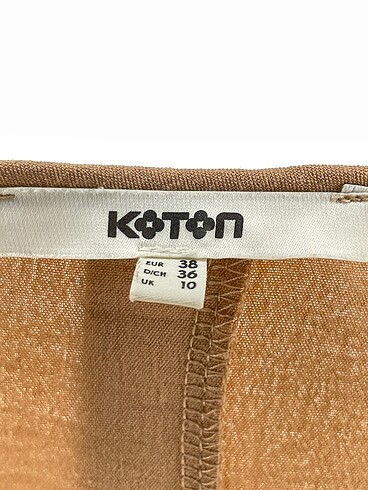 KOTON
EUR 38
D/CH 36
UK 10